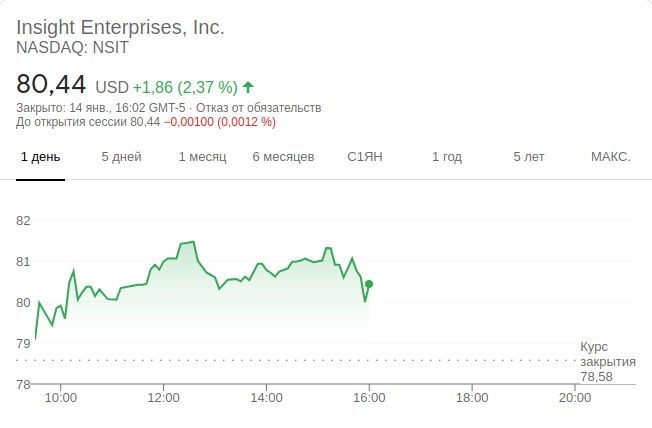 Insight Enterprises, Inc.
NASDAQ: NSIT
80,44 USD +1,86 (2,37 %)
Закрыто: 14 янв., 16:02 GMT-5 · Отказ от обязательств
До открытия сессии 80,44 −0,00100 (0,0012 %)
1 день 5 дней 1 месяц 6 месяцев С1ЯН 1 год 5 лет МАКС.
82
81
80
79
Курс
закрытия
78,58
78
10:00 12:00 14:00 16:00 18:00 20:00